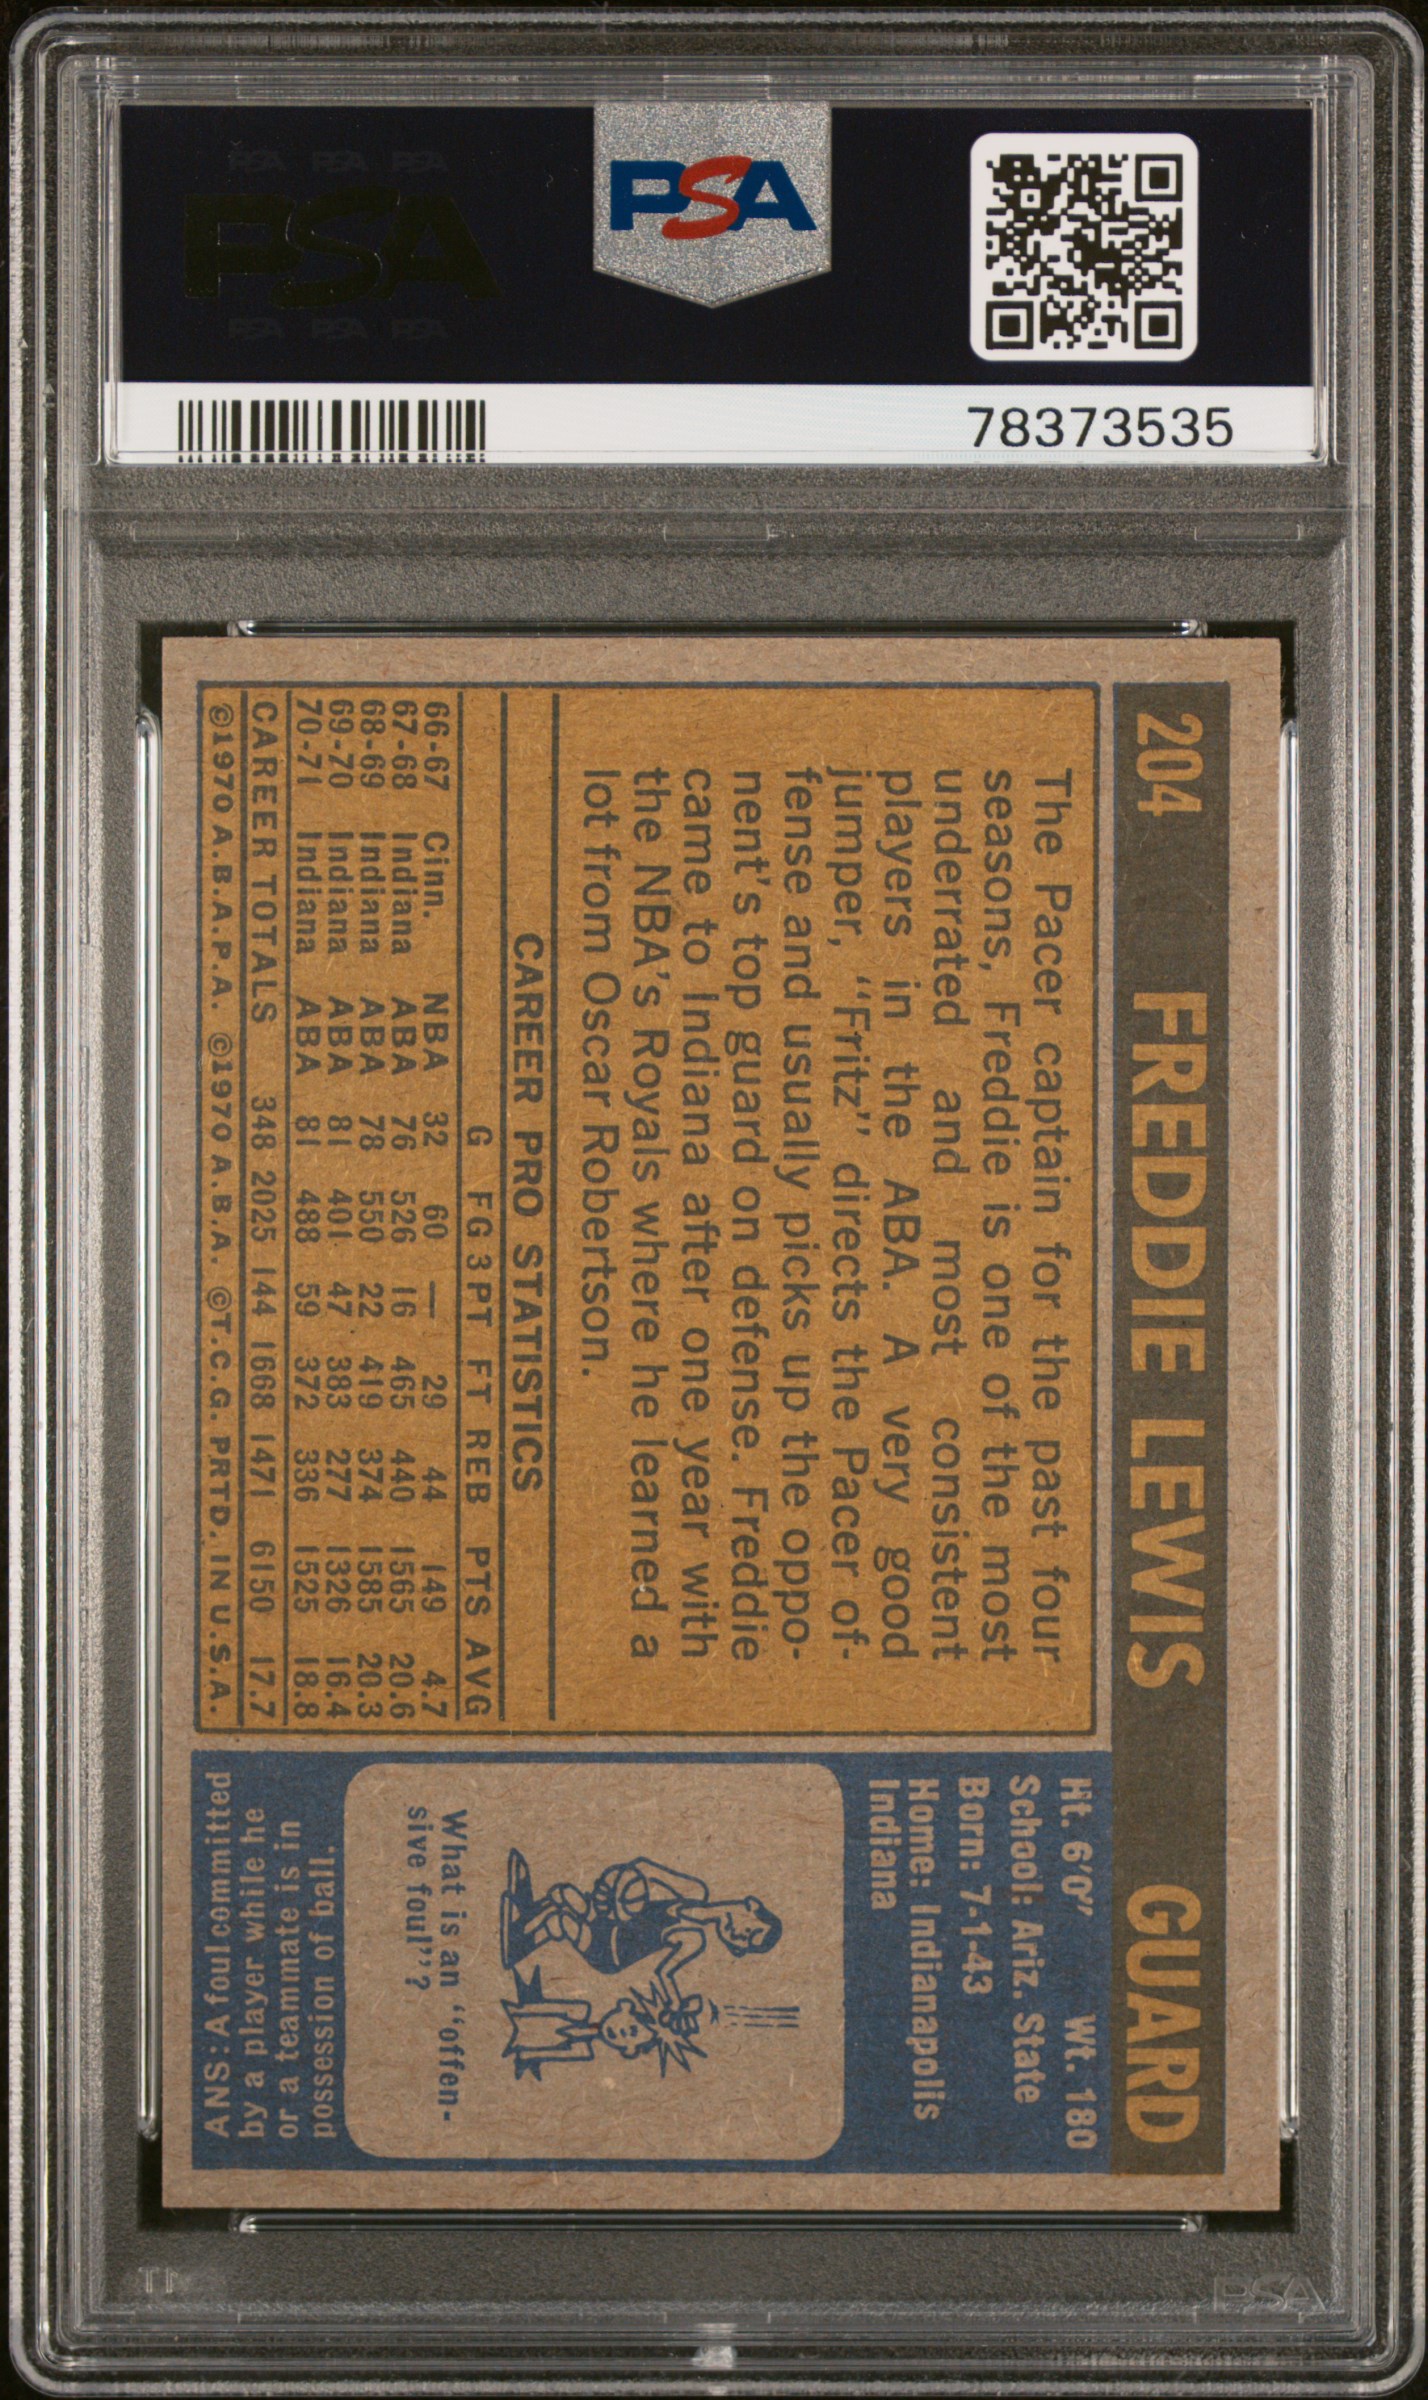 PSA PSA PSA
PSA
PSA PSA PSA
PSA
78373535
204 FREDDIE LEWIS GUARD
The Pacer captain for the past four
seasons, Freddie is one of the most
underrated and most consistent
players in the ABA. A very good
jumper, “Fritz” directs the Pacer of-
fense and usually picks up the oppo-
nent's top guard on defense. Freddie
came to Indiana after one year with
the NBA's Royals where he learned a
lot from Oscar Robertson.
CAREER PRO STATISTICS
G FG 3PT FT REB PTS AVG
66-67 Cinn. NBA 32 60 — 29 44 149 4.7
67-68 Indiana ABA 76 526 16 465 440 1565 20.6
68-69 Indiana ABA 78 550 22 419 374 1585 20.3
69-70 Indiana ABA 81 401 47 383 277 1326 16.4
70-71 Indiana ABA 81 488 59 372 336 1525 18.8
CAREER TOTALS 348 2025 144 1668 1471 6150 17.7
©1970 A.B.A.P.A. ©1970 A.B.A. ©T.C.G. PRTD. IN U.S.A.
Ht. 6'0" Wt. 180
School: Ariz. State
Born: 7-1-43
Home: Indianapolis
Indiana
What is an “offen-
sive foul”?
ANS: A foul committed
by a player while he
or a teammate is in
possession of ball.
PSA